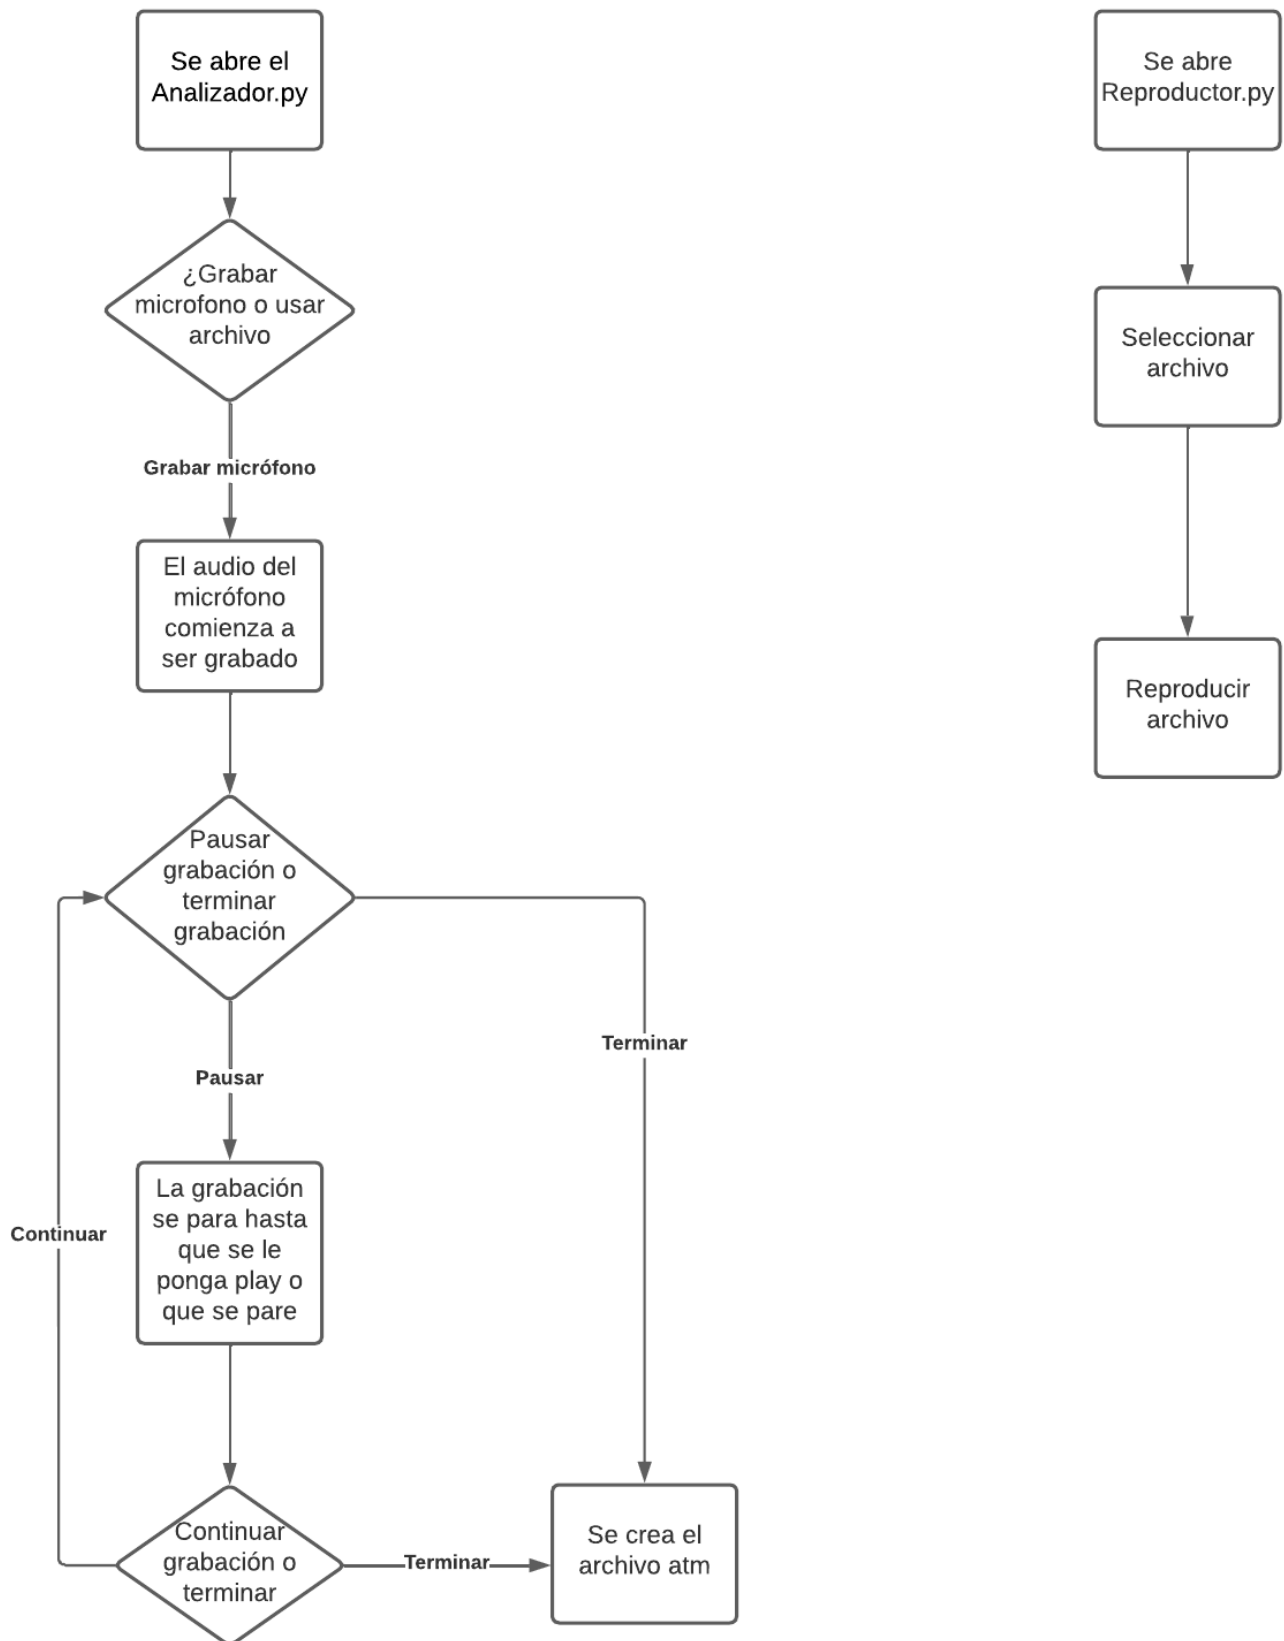 Se abre el
Analizador.py
¿Grabar
microfono o usar
archivo
Grabar micrófono
El audio del
micrófono
comienza a
ser grabado
Pausar
grabación o
terminar
grabación
Terminar
Pausar
La grabación
se para hasta
que se le
ponga play o
que se pare
Continuar
Continuar
grabación o
terminar
Terminar
Se crea el
archivo atm
Se abre
Reproductor.py
Seleccionar
archivo
Reproducir
archivo